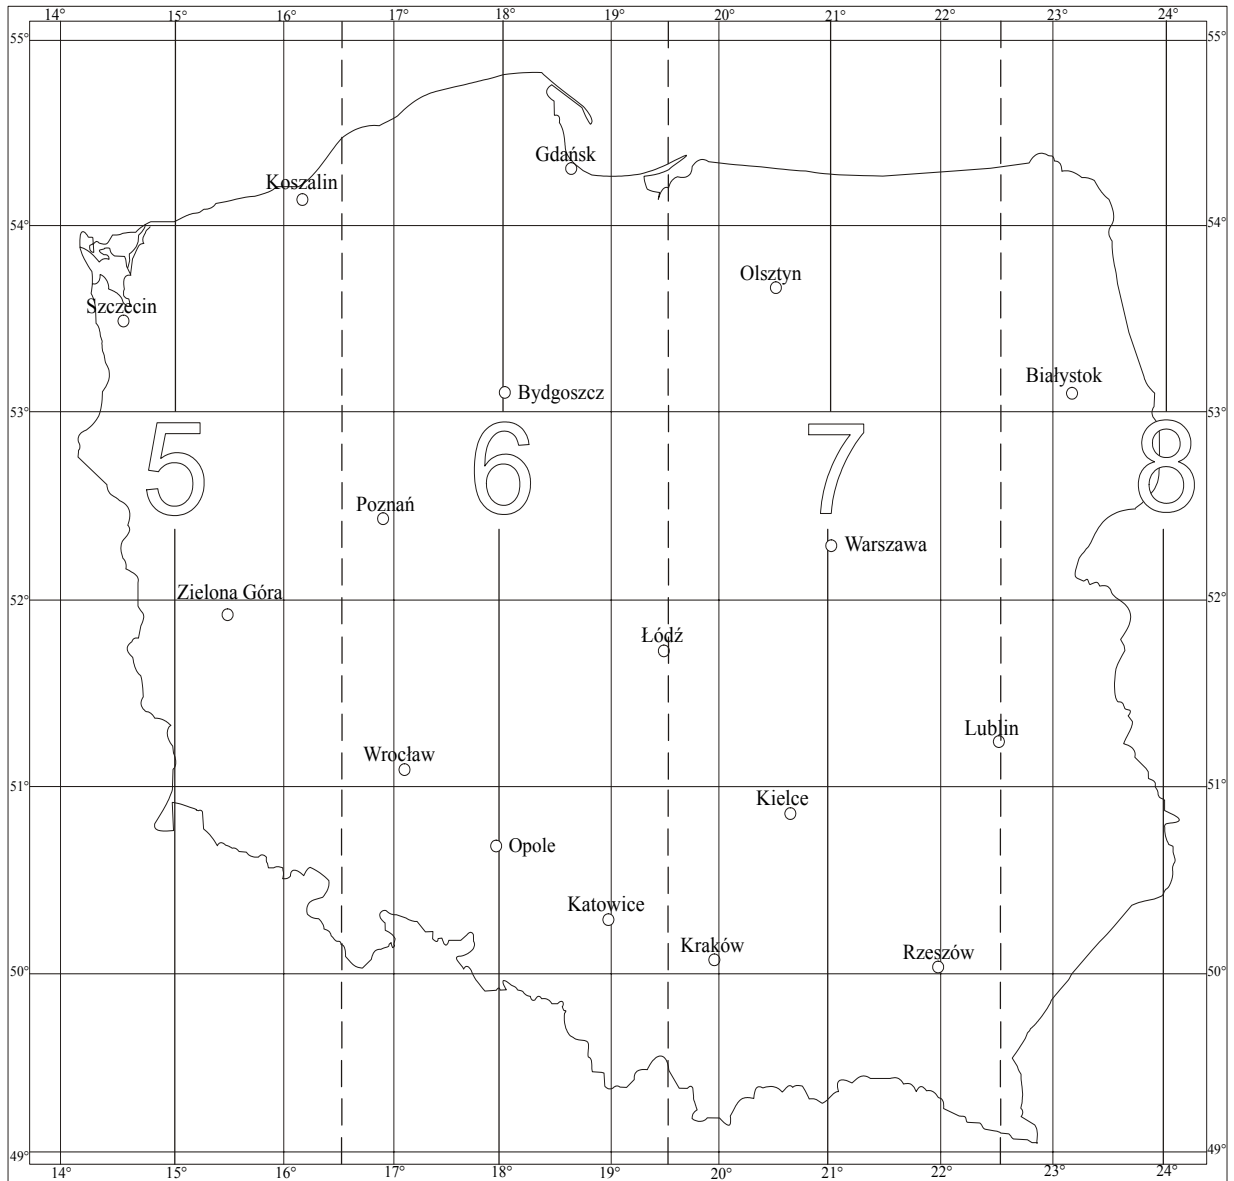 14° 15° 16° 17° 18° 19° 20° 21° 22° 23° 24°
55° 55°
Gdańsk
Koszalin
54° 54°
Olsztyn
Szczecin
Białystok
Bydgoszcz
53° 53°
5 6 7 8
Poznań
Warszawa
Zielona Góra
52° 52°
Łódź
Lublin
Wrocław
51° 51°
Kielce
Opole
Katowice
Kraków
Rzeszów
50° 50°
49° 49°
14° 15° 16° 17° 18° 19° 20° 21° 22° 23° 24°